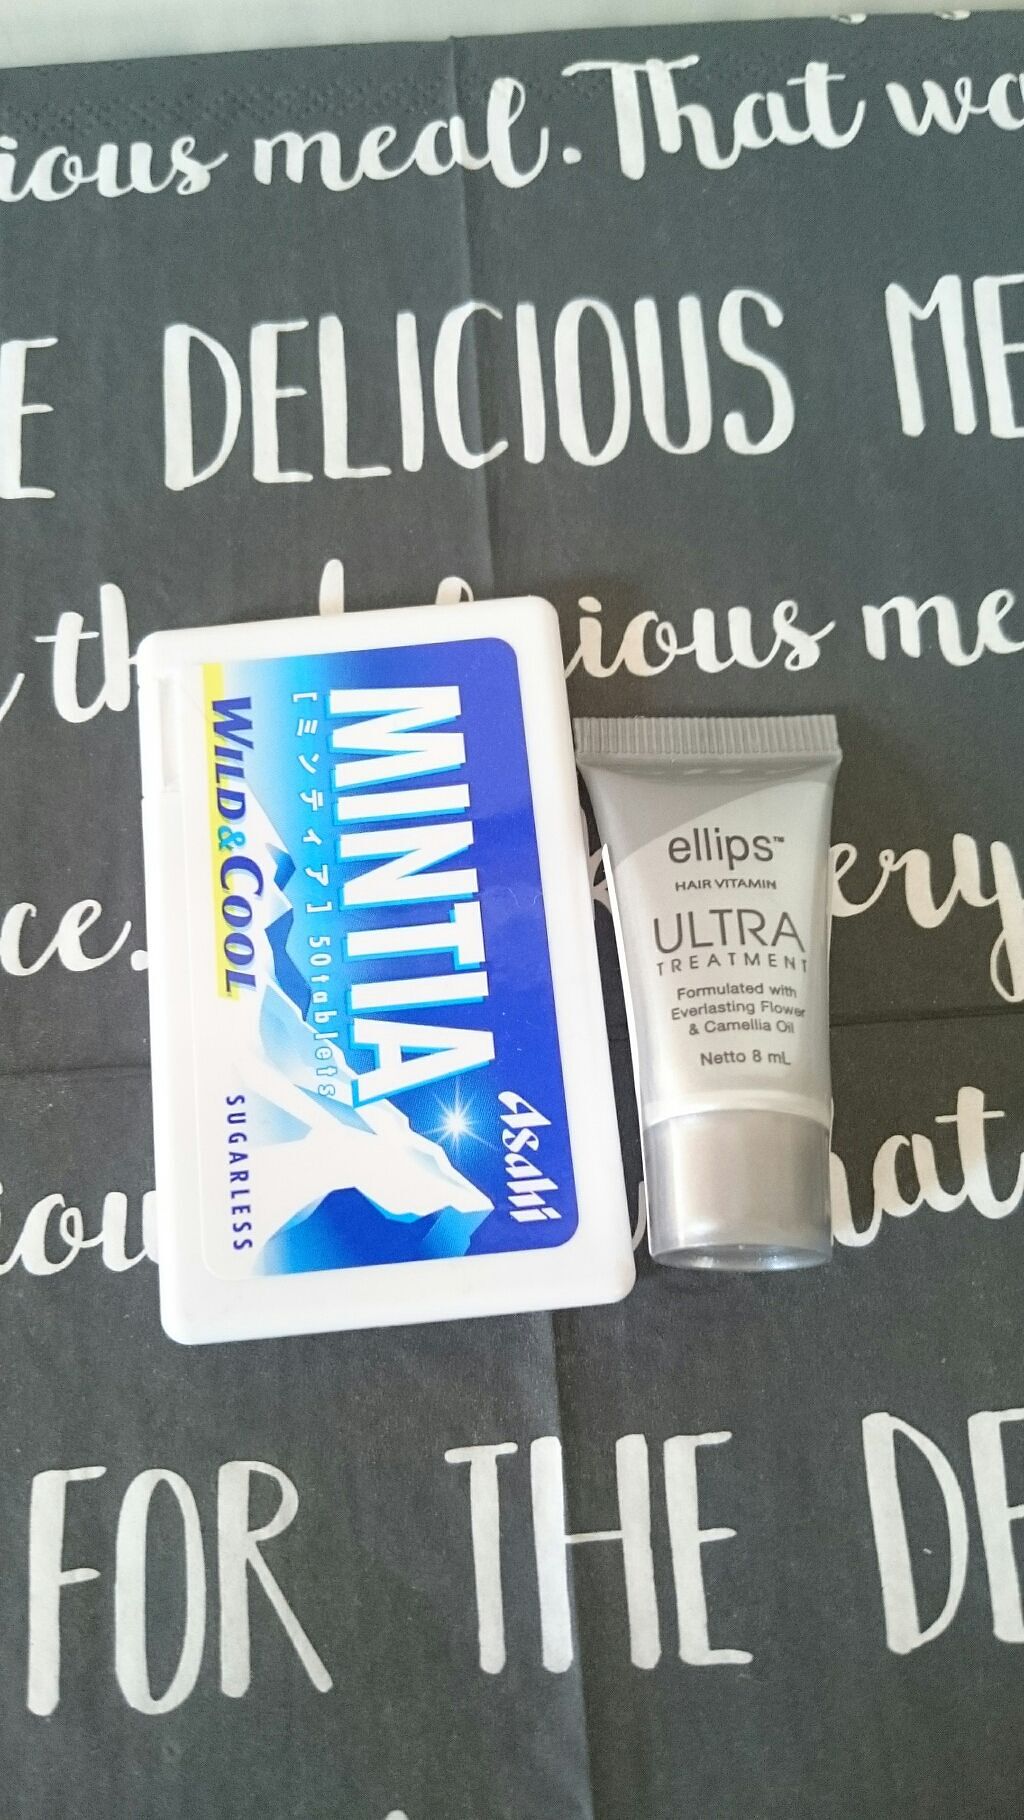 ious meal. That wa
E DELICIOUS ME
ious me
MINTIA
[ミンティア] 50tablets
WILD&COOL
SUGARLESS
Asahi
ellips™
HAIR VITAMIN
ULTRA
TREATMENT
Formulated with
Everlasting Flower
& Camellia Oil
Netto 8 mL
ery
ce.
iou
hat
FOR THE DE